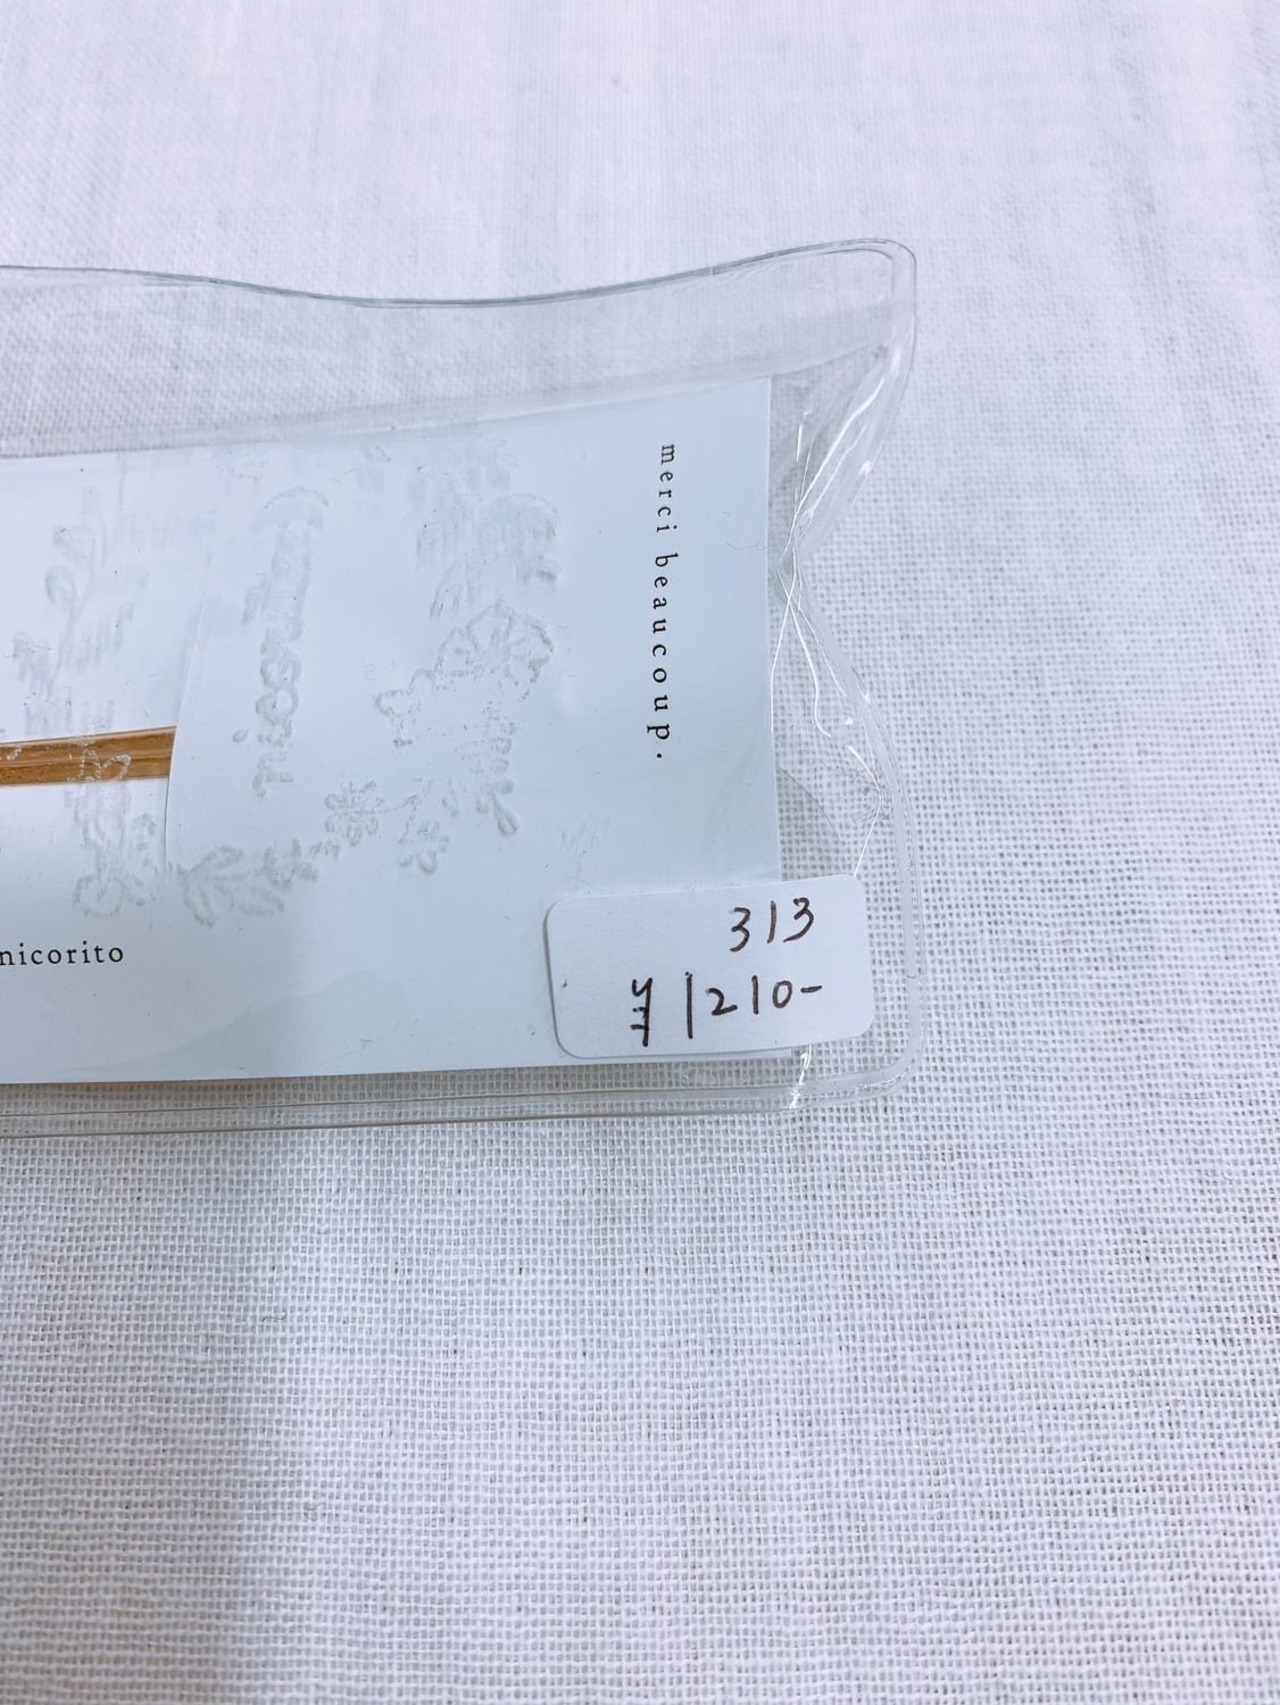 merci beaucoup.
nicorito
313
¥1210-